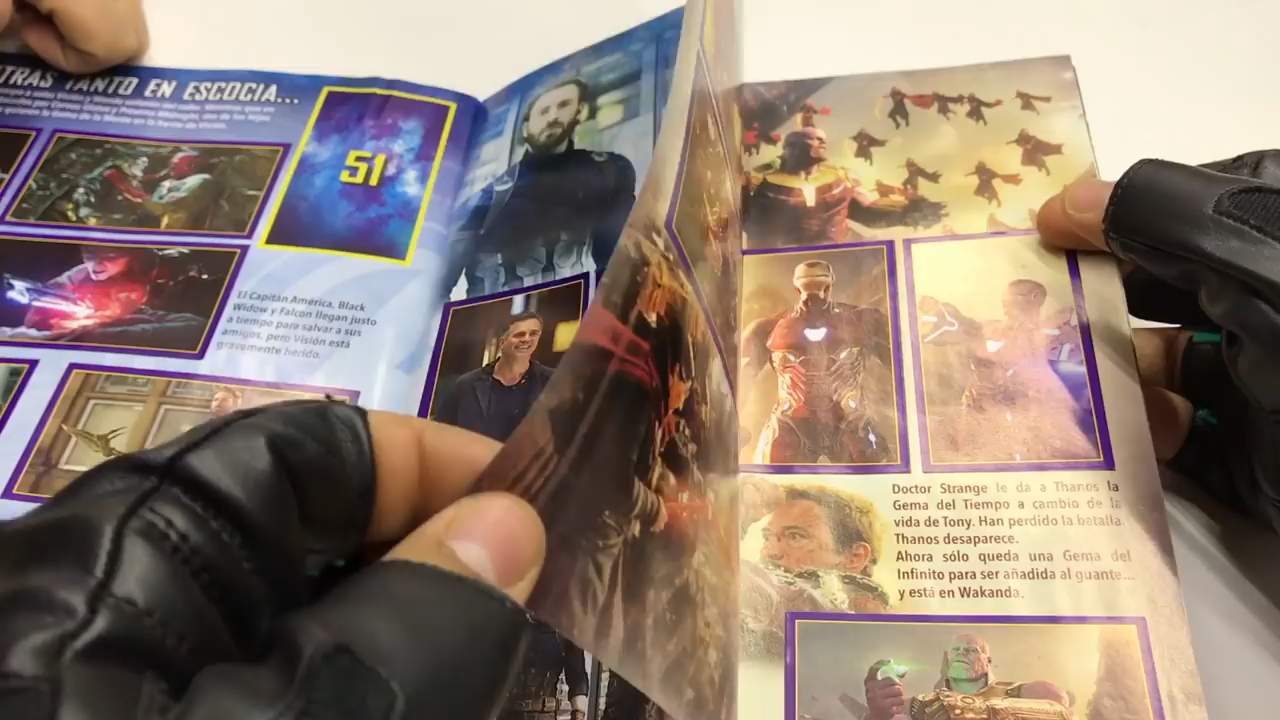 TRAS TANTO EN ESCOCIA...
51
El Capitán América, Black
Widow y Falcon llegan justo
a tiempo para salvar a sus
amigos, pero Visión está
gravemente herido.
Doctor Strange le da a Thanos la
Gema del Tiempo a cambio de la
vida de Tony. Han perdido la batalla.
Thanos desaparece.
Ahora sólo queda una Gema del
Infinito para ser añadida al guante...
y está en Wakanda.